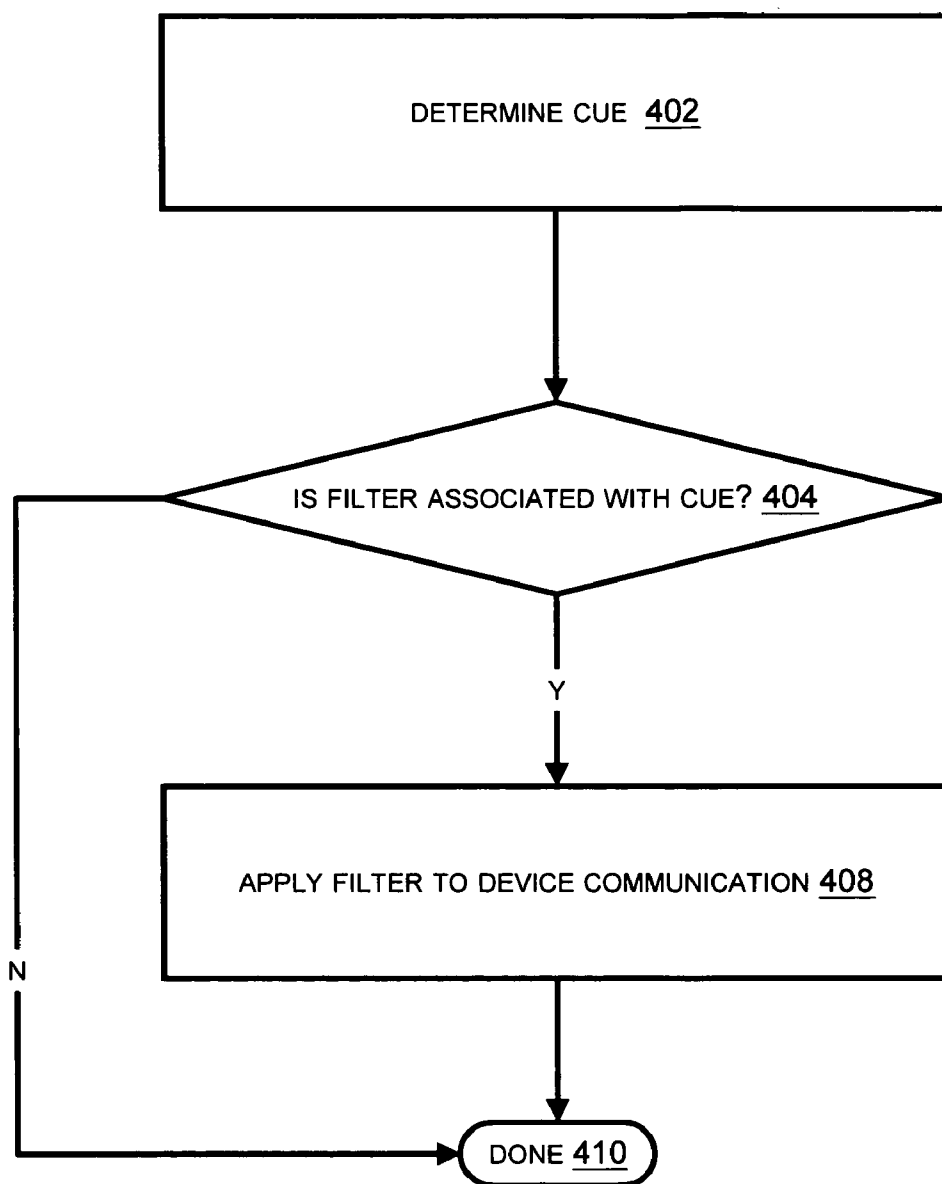 DETERMINE CUE 402
IS FILTER ASSOCIATED WITH CUE? 404
Y
APPLY FILTER TO DEVICE COMMUNICATION 408
N
DONE 410